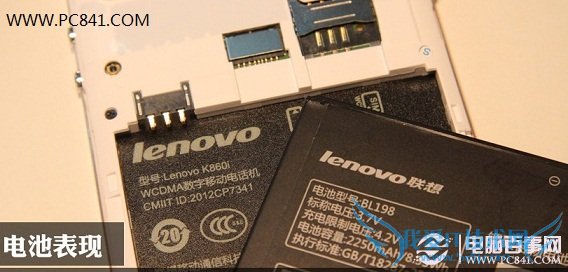 WWW.PC841.COM
lenovo
型号:Lenovo K860i
WCDMA数字移动电话机
CMIIT ID:2012CP7341
20
lenovo联想
电池型号:BL198
标称电压:3.7V
充电限制电压:4.2V
电池容量:2250mAh/8.
执行标准:GB/T18287
电池表现
电脑百事网
WWW.PC841.COM